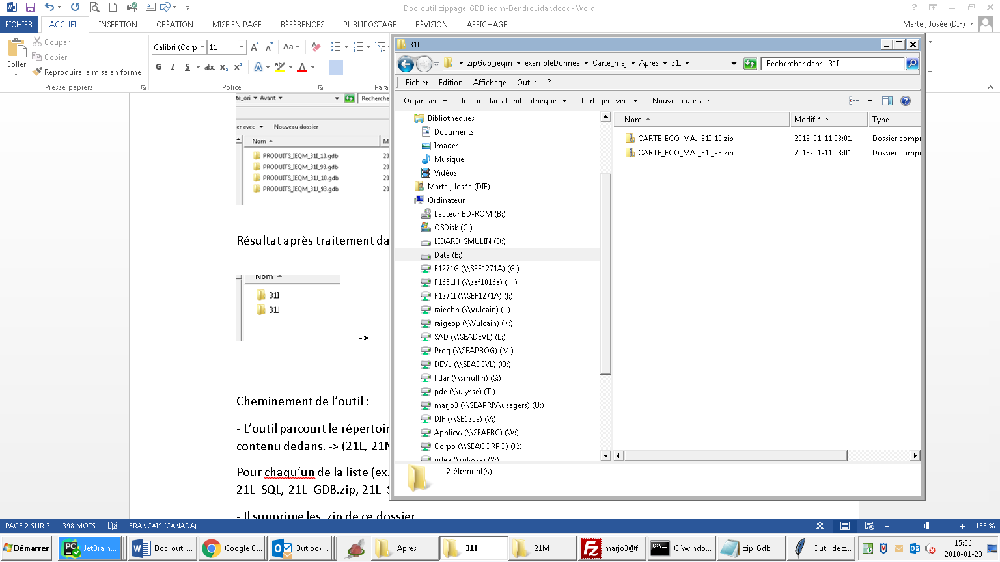 Doc_outil_zippage_GDB_ieqm-DendroLidar.docx - Word
FICHIER ACCUEIL INSERTION CRÉATION MISE EN PAGE RÉFÉRENCES PUBLIPOSTAGE RÉVISION AFFICHAGE Martel, Josée (DIF)
Coller
Couper
Copier
Reproduire la mise en forme
Presse-papiers
Calibri (Corp 11
Police
Para
te_ori Avant Recherche
er avec Nouveau dossier
Nom
PRODUITS_IEQM_31I_10.gdb 20
PRODUITS_IEQM_31I_93.gdb 20
PRODUITS_IEQM_31J_10.gdb 20
PRODUITS_IEQM_31J_93.gdb 20
Résultat après traitement da
Nom
31I
31J
->
Cheminement de l'outil :
- L'outil parcourt le répertoir
contenu dedans. -> (21L, 21M
Pour chaqu'un de la liste (ex.
21L_SQL, 21L_GDB.zip, 21L_S
- Il supprime les .zip de ce dossier
31I
zipGdb_ieqm exempleDonnee Carte_maj Après 31I
Rechercher dans : 31I
Fichier Edition Affichage Outils ?
Organiser Inclure dans la bibliothèque Partager avec Nouveau dossier
Bibliothèques
Documents
Images
Musique
Vidéos
Martel, Josée (DIF)
Ordinateur
Lecteur BD-ROM (B:)
OSDisk (C:)
LIDARD_SMULIN (D:)
Data (E:)
F1271G (\\SEF1271A) (G:)
F1651H (\\sef1016a) (H:)
F1271I (\\SEF1271A) (I:)
raiechp (\\Vulcain) (J:)
raigeop (\\Vulcain) (K:)
SAD (\\SEADEVL) (L:)
Prog (\\SEAPROG) (M:)
DEVL (\\SEADEVL) (O:)
lidar (\\smullin) (S:)
pde (\\ulysse) (T:)
marjo3 (\\SEAPRIV\usagers) (U:)
DIF (\\SE620a) (V:)
Applicw (\\SEAEBC) (W:)
Corpo (\\SEACORPO) (X:)
pdea (\\ulysse) (Y:)
Nom Modifié le Type
CARTE_ECO_MAJ_31I_10.zip 2018-01-11 08:01 Dossier compr
CARTE_ECO_MAJ_31I_93.zip 2018-01-11 08:01 Dossier compr
2 élément(s)
PAGE 2 SUR 3 398 MOTS FRANÇAIS (CANADA) 138 %
Démarrer JetBrain... Doc_outil... Google C... Outlook... Après 31I 21M marjo3@f... C:\windo... zip_Gdb_i... Outil de z...
15:06
2018-01-23